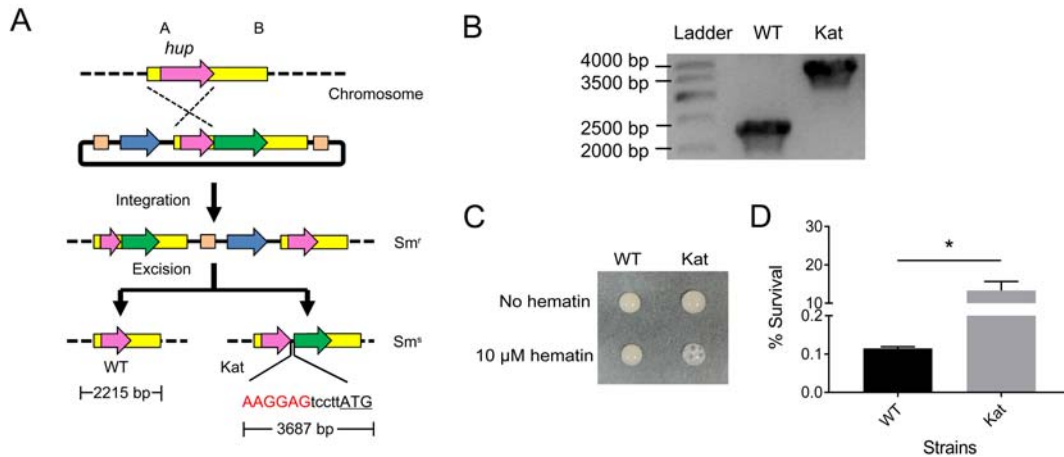 A
A B
hup
Chromosome
Integration
Smʳ
Excision
Smˢ
WT
Kat
2215 bp
AAGGAGtccttATG
3687 bp
B
Ladder WT Kat
4000 bp
3500 bp
2500 bp
2000 bp
C
WT Kat
No hematin
10 µM hematin
D
30
20
10
0.2
0.1
0.0
*
% Survival
WT
Kat
Strains